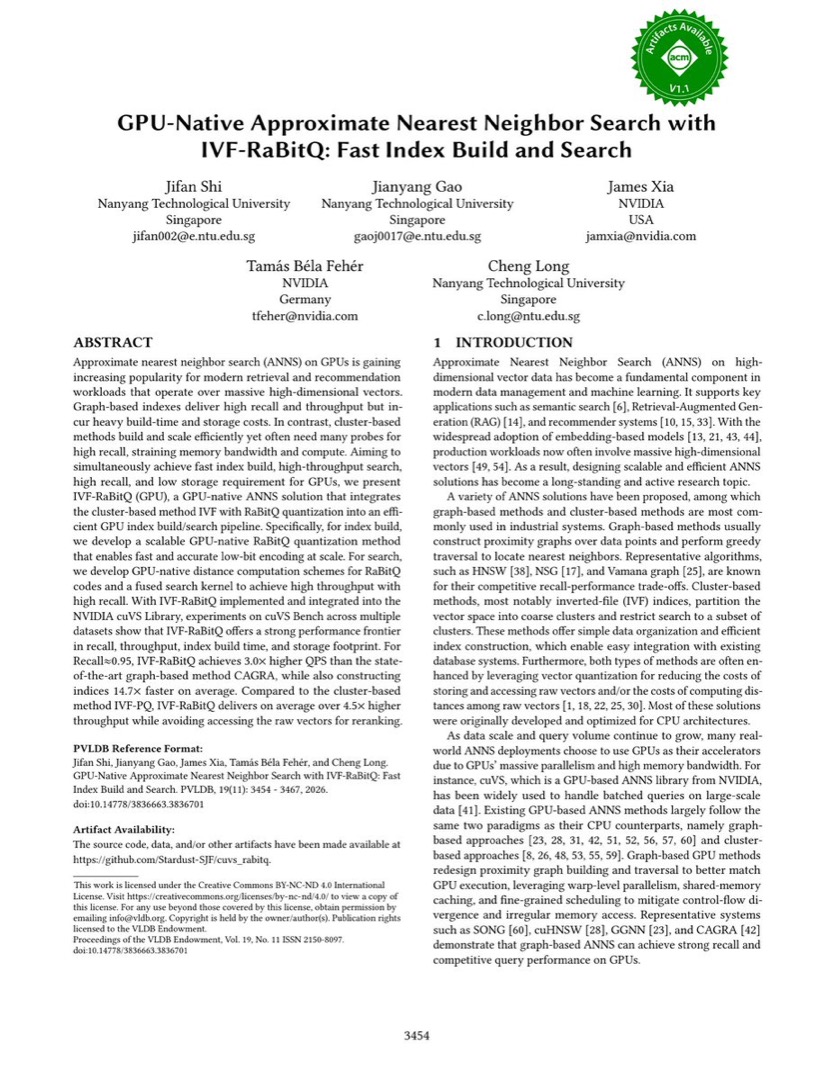 Artifacts Available
acm
V1.1
GPU-Native Approximate Nearest Neighbor Search with
IVF-RaBitQ: Fast Index Build and Search
Jifan Shi
Nanyang Technological University
Singapore
jifan002@e.ntu.edu.sg
Jianyang Gao
Nanyang Technological University
Singapore
gaoj0017@e.ntu.edu.sg
James Xia
NVIDIA
USA
jamxia@nvidia.com
Tamás Béla Fehér
NVIDIA
Germany
tfeher@nvidia.com
Cheng Long
Nanyang Technological University
Singapore
c.long@ntu.edu.sg
ABSTRACT
Approximate nearest neighbor search (ANNS) on GPUs is gaining
increasing popularity for modern retrieval and recommendation
workloads that operate over massive high-dimensional vectors.
Graph-based indexes deliver high recall and throughput but in-
cur heavy build-time and storage costs. In contrast, cluster-based
methods build and scale efficiently yet often need many probes for
high recall, straining memory bandwidth and compute. Aiming to
simultaneously achieve fast index build, high-throughput search,
high recall, and low storage requirement for GPUs, we present
IVF-RaBitQ (GPU), a GPU-native ANNS solution that integrates
the cluster-based method IVF with RaBitQ quantization into an effi-
cient GPU index build/search pipeline. Specifically, for index build,
we develop a scalable GPU-native RaBitQ quantization method
that enables fast and accurate low-bit encoding at scale. For search,
we develop GPU-native distance computation schemes for RaBitQ
codes and a fused search kernel to achieve high throughput with
high recall. With IVF-RaBitQ implemented and integrated into the
NVIDIA cuVS Library, experiments on cuVS Bench across multiple
datasets show that IVF-RaBitQ offers a strong performance frontier
in recall, throughput, index build time, and storage footprint. For
Recall≈0.95, IVF-RaBitQ achieves 3.0× higher QPS than the state-
of-the-art graph-based method CAGRA, while also constructing
indices 14.7× faster on average. Compared to the cluster-based
method IVF-PQ, IVF-RaBitQ delivers on average over 4.5× higher
throughput while avoiding accessing the raw vectors for reranking.
PVLDB Reference Format:
Jifan Shi, Jianyang Gao, James Xia, Tamás Béla Fehér, and Cheng Long.
GPU-Native Approximate Nearest Neighbor Search with IVF-RaBitQ: Fast
Index Build and Search. PVLDB, 19(11): 3454 - 3467, 2026.
doi:10.14778/3836663.3836701
Artifact Availability:
The source code, data, and/or other artifacts have been made available at
https://github.com/Stardust-SJF/cuvs_rabitq.
This work is licensed under the Creative Commons BY-NC-ND 4.0 International
License. Visit https://creativecommons.org/licenses/by-nc-nd/4.0/ to view a copy of
this license. For any use beyond those covered by this license, obtain permission by
emailing info@vldb.org. Copyright is held by the owner/author(s). Publication rights
licensed to the VLDB Endowment.
Proceedings of the VLDB Endowment, Vol. 19, No. 11 ISSN 2150-8097.
doi:10.14778/3836663.3836701
1 INTRODUCTION
Approximate Nearest Neighbor Search (ANNS) on high-
dimensional vector data has become a fundamental component in
modern data management and machine learning. It supports key
applications such as semantic search [6], Retrieval-Augmented Gen-
eration (RAG) [14], and recommender systems [10, 15, 33]. With the
widespread adoption of embedding-based models [13, 21, 43, 44],
production workloads now often involve massive high-dimensional
vectors [49, 54]. As a result, designing scalable and efficient ANNS
solutions has become a long-standing and active research topic.
A variety of ANNS solutions have been proposed, among which
graph-based methods and cluster-based methods are most com-
monly used in industrial systems. Graph-based methods usually
construct proximity graphs over data points and perform greedy
traversal to locate nearest neighbors. Representative algorithms,
such as HNSW [38], NSG [17], and Vamana graph [25], are known
for their competitive recall-performance trade-offs. Cluster-based
methods, most notably inverted-file (IVF) indices, partition the
vector space into coarse clusters and restrict search to a subset of
clusters. These methods offer simple data organization and efficient
index construction, which enable easy integration with existing
database systems. Furthermore, both types of methods are often en-
hanced by leveraging vector quantization for reducing the costs of
storing and accessing raw vectors and/or the costs of computing dis-
tances among raw vectors [1, 18, 22, 25, 30]. Most of these solutions
were originally developed and optimized for CPU architectures.
As data scale and query volume continue to grow, many real-
world ANNS deployments choose to use GPUs as their accelerators
due to GPUs' massive parallelism and high memory bandwidth. For
instance, cuVS, which is a GPU-based ANNS library from NVIDIA,
has been widely used to handle batched queries on large-scale
data [41]. Existing GPU-based ANNS methods largely follow the
same two paradigms as their CPU counterparts, namely graph-
based approaches [23, 28, 31, 42, 51, 52, 56, 57, 60] and cluster-
based approaches [8, 26, 48, 53, 55, 59]. Graph-based GPU methods
redesign proximity graph building and traversal to better match
GPU execution, leveraging warp-level parallelism, shared-memory
caching, and fine-grained scheduling to mitigate control-flow di-
vergence and irregular memory access. Representative systems
such as SONG [60], cuHNSW [28], GGNN [23], and CAGRA [42]
demonstrate that graph-based ANNS can achieve strong recall and
competitive query performance on GPUs.
3454